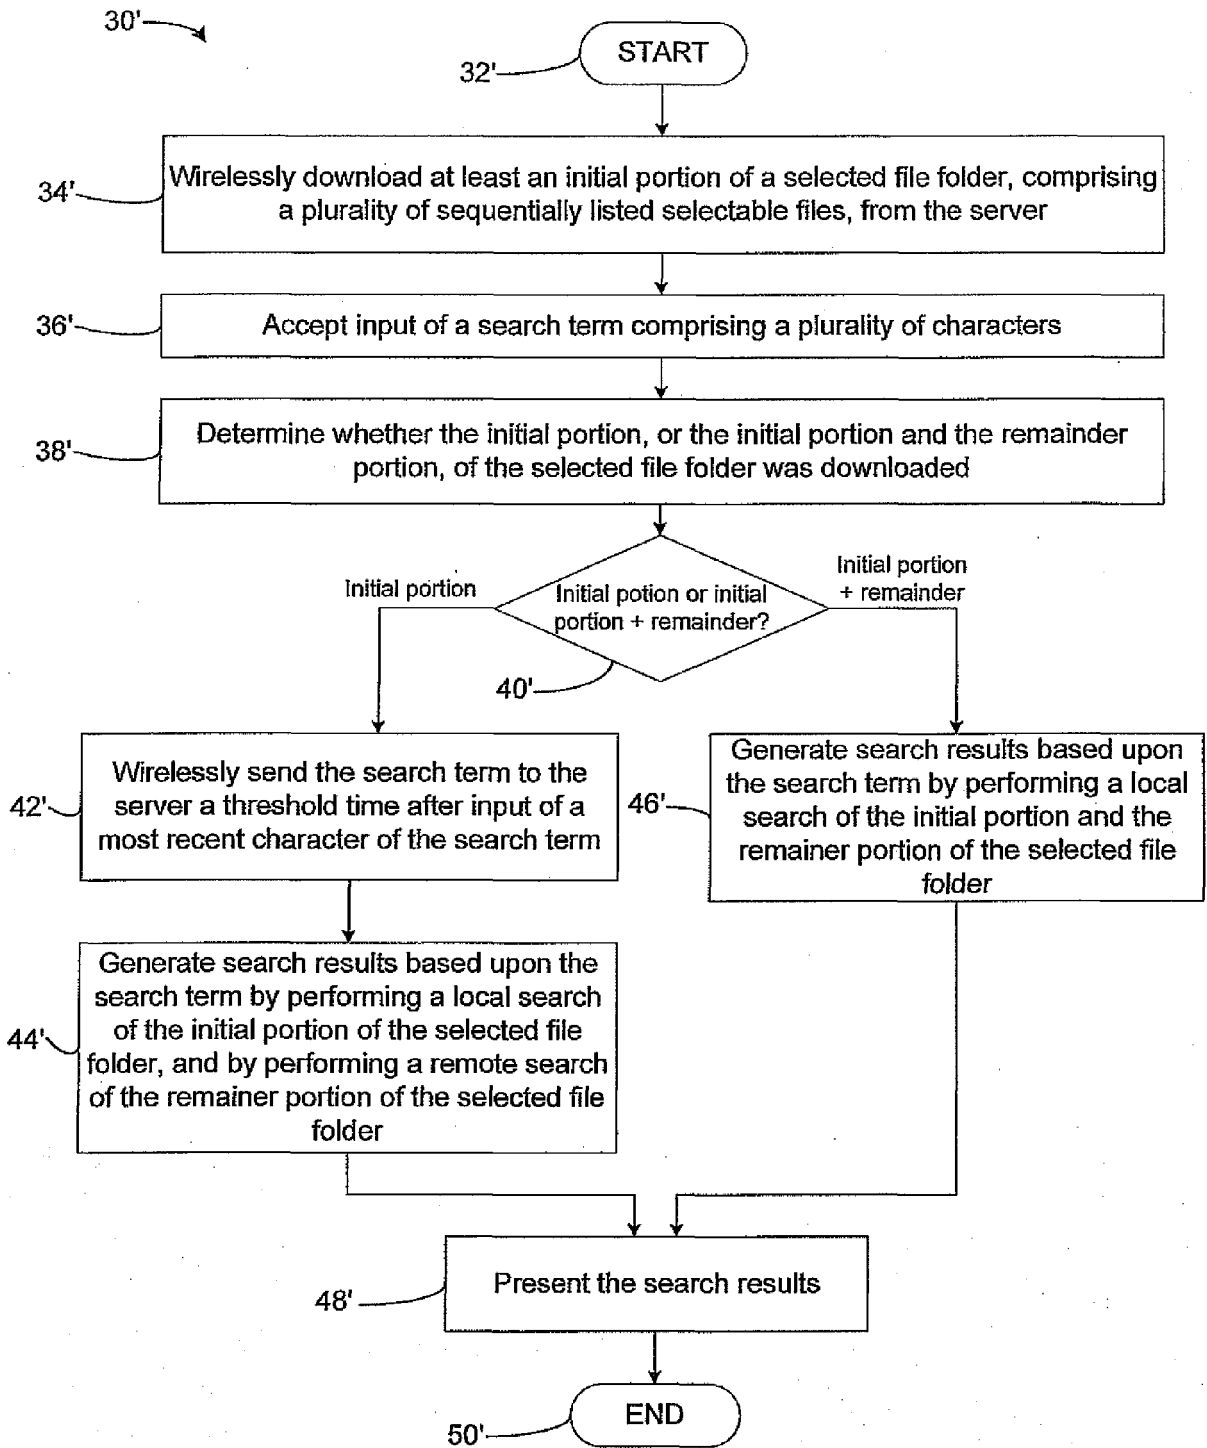 30'
START
32'
34'
Wirelessly download at least an initial portion of a selected file folder, comprising
a plurality of sequentially listed selectable files, from the server
36'
Accept input of a search term comprising a plurality of characters
38'
Determine whether the initial portion, or the initial portion and the remainder
portion, of the selected file folder was downloaded
Initial portion
Initial potion or initial
portion + remainder?
Initial portion
+ remainder
40'
42'
Wirelessly send the search term to the
server a threshold time after input of a
most recent character of the search term
46'
Generate search results based upon
the search term by performing a local
search of the initial portion and the
remainer portion of the selected file
folder
44'
Generate search results based upon the
search term by performing a local search
of the initial portion of the selected file
folder, and by performing a remote search
of the remainer portion of the selected file
folder
48'
Present the search results
END
50'